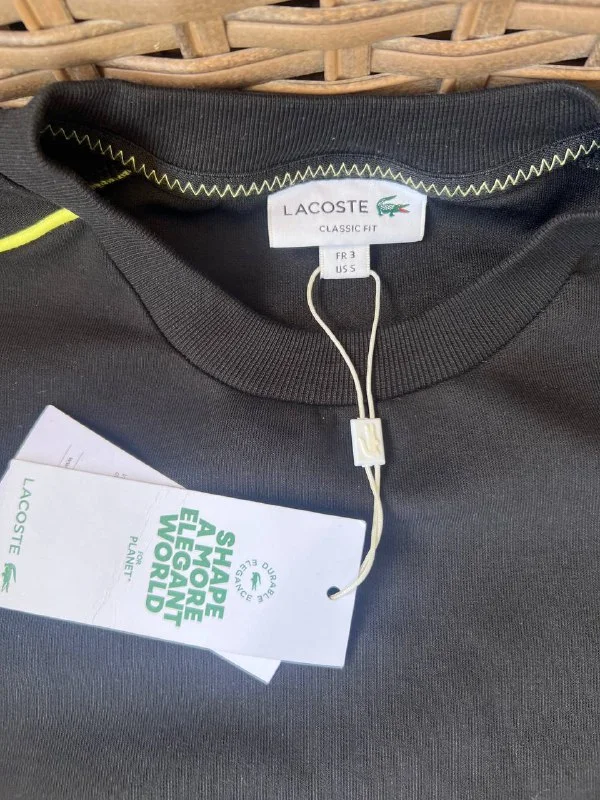 LACOSTE
CLASSIC FIT
FR 3
US S
LACOSTE
SHAPE
A MORE
ELEGANT
WORLD
FOR
PLANET
DURABLE
ELEGANCE